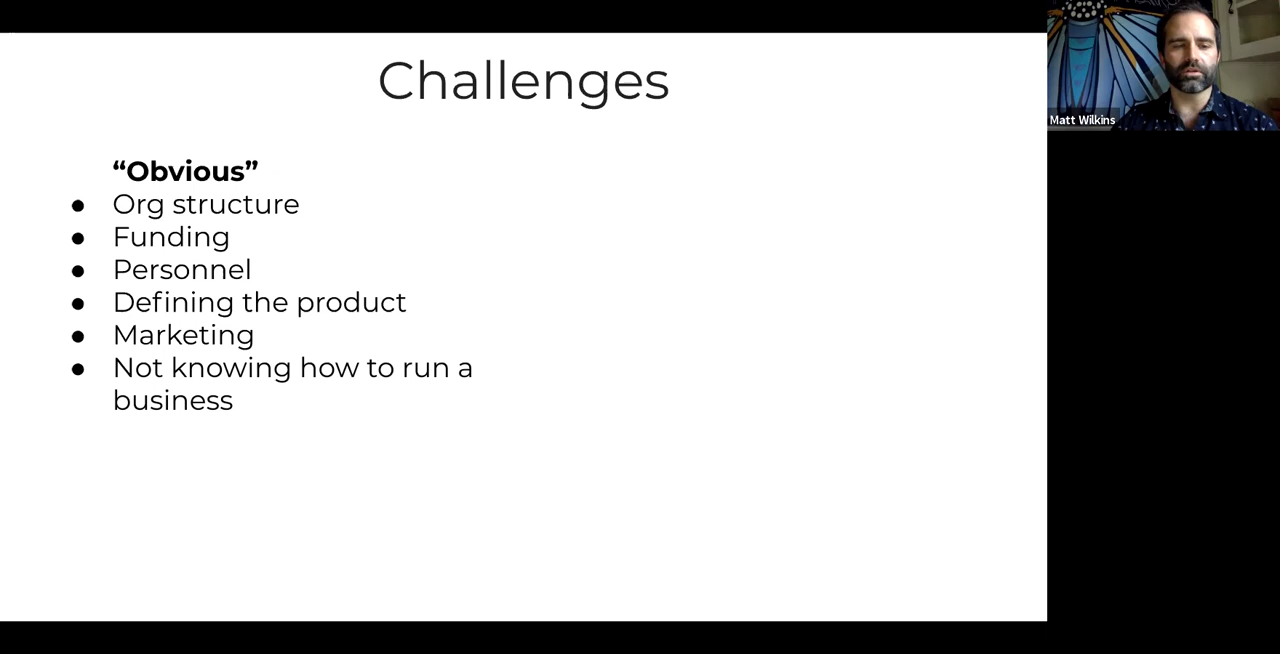 Challenges
“Obvious”
● Org structure
● Funding
● Personnel
● Defining the product
● Marketing
● Not knowing how to run a
business
Matt Wilkins